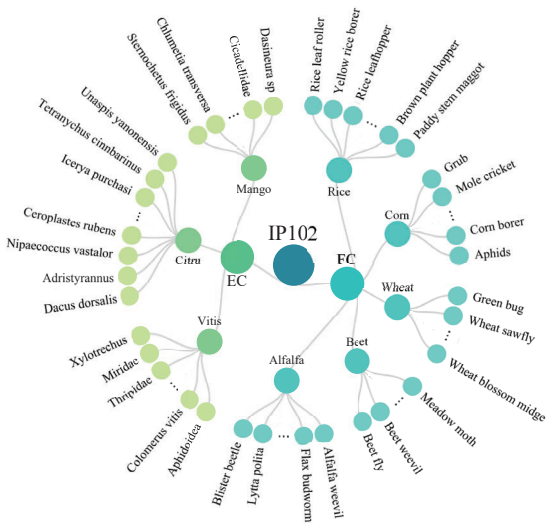 IP102
EC
FC
Mango
Sternochetus frigidus
Chlumetia transversa
...
Cicadellidae
Dasineura sp
Citru
Unaspis yanonensis
Tetranychus cinnbarinus
Icerya purchasi
...
Ceroplastes rubens
Nipaecoccus vastalor
Adristyrannus
Dacus dorsalis
Vitis
Xylotrechus
Miridae
Thripidae
...
Colomerus vitis
Aphidoidea
Rice
Rice leaf roller
Yellow rice borer
Rice leafhopper
...
Brown plant hopper
Paddy stem maggot
Corn
Grub
Mole cricket
...
Corn borer
Aphids
Wheat
Green bug
Wheat sawfly
...
Wheat blossom midge
Beet
Meadow moth
...
Beet weevil
Beet fly
Alfalfa
Blister beetle
Lytta polita
...
Flax budworm
Alfalfa weevil